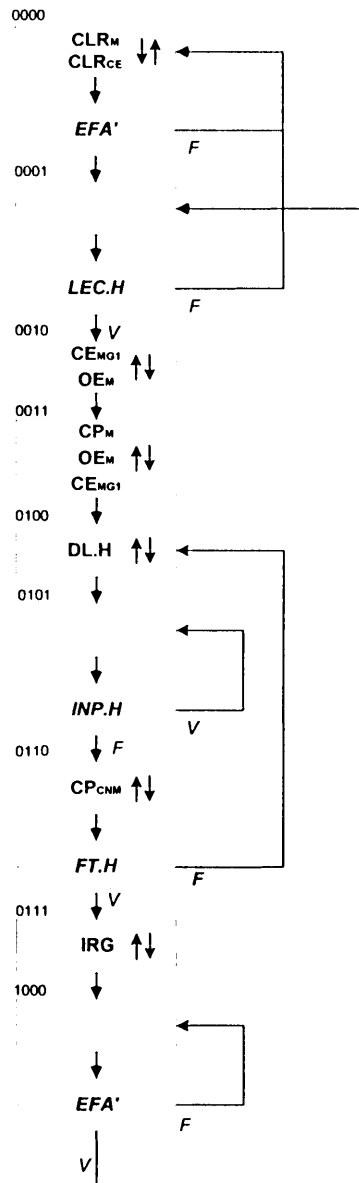 0000
CLRM
CLRCE
EFA'
F
0001
LEC.H
F
0010
V
CEMG1
OEM
0011
CPM
OEM
CEMG1
0100
DL.H
0101
INP.H
V
0110
F
CPCNM
FT.H
F
0111
V
IRG
1000
EFA'
F
V